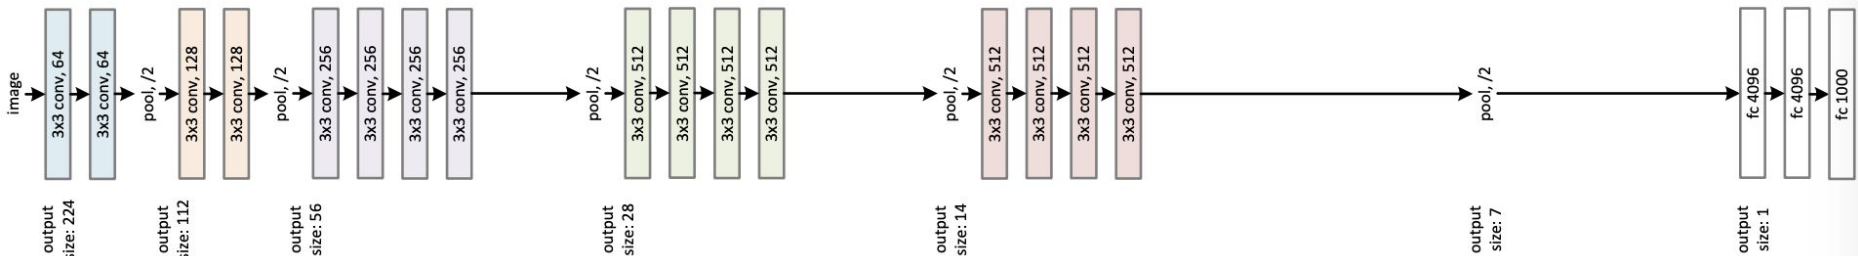 image
3x3 conv, 64
3x3 conv, 64
pool, /2
3x3 conv, 128
3x3 conv, 128
pool, /2
3x3 conv, 256
3x3 conv, 256
3x3 conv, 256
3x3 conv, 256
pool, /2
3x3 conv, 512
3x3 conv, 512
3x3 conv, 512
3x3 conv, 512
pool, /2
3x3 conv, 512
3x3 conv, 512
3x3 conv, 512
3x3 conv, 512
pool, /2
fc 4096
fc 4096
fc 1000
output
size: 224
output
size: 112
output
size: 56
output
size: 28
output
size: 14
output
size: 7
output
size: 1